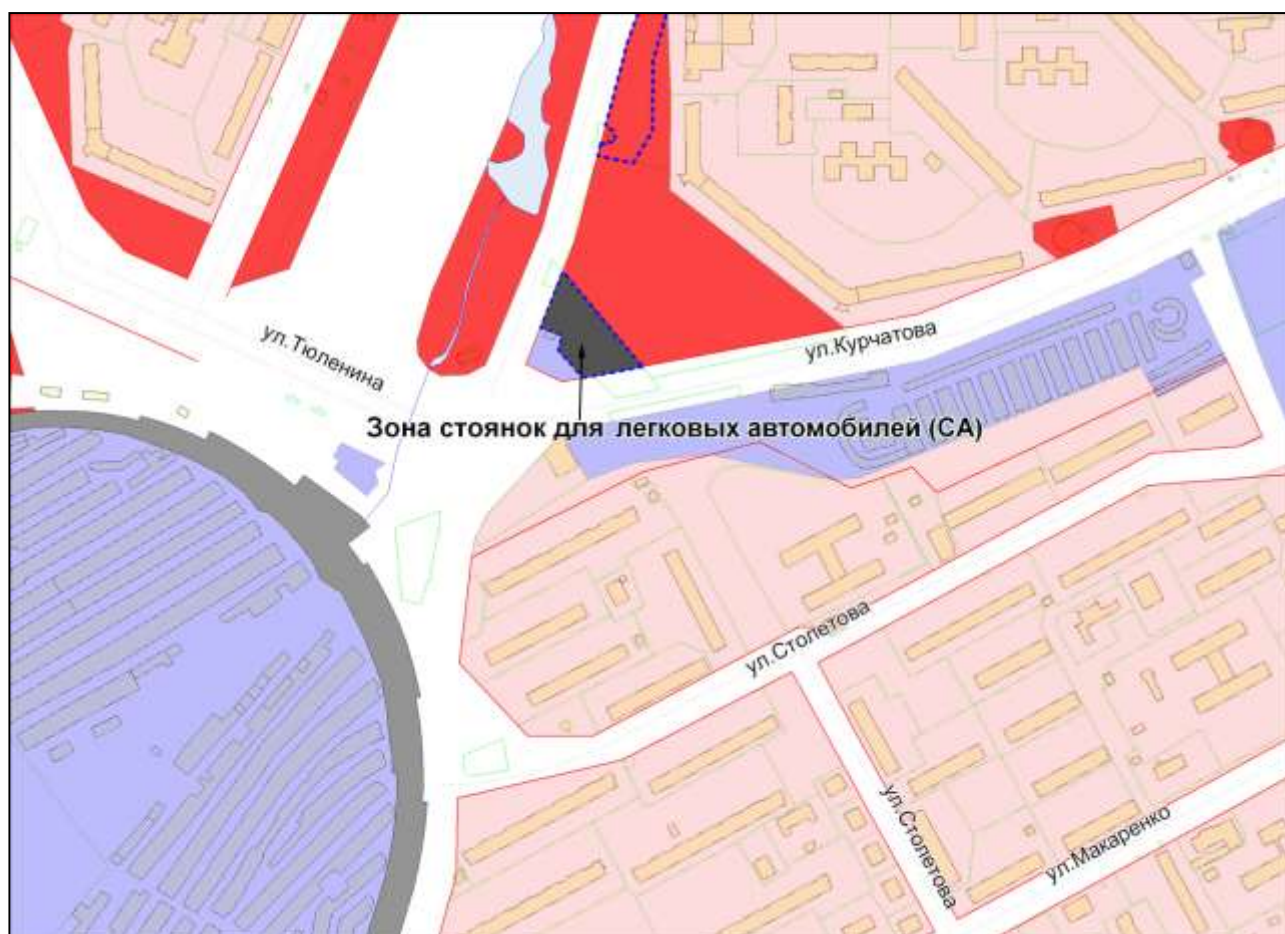 ул.Тюленина
ул.Курчатова
Зона стоянок для легковых автомобилей (СА)
ул.Столетова
ул.Столетова
ул.Макаренко